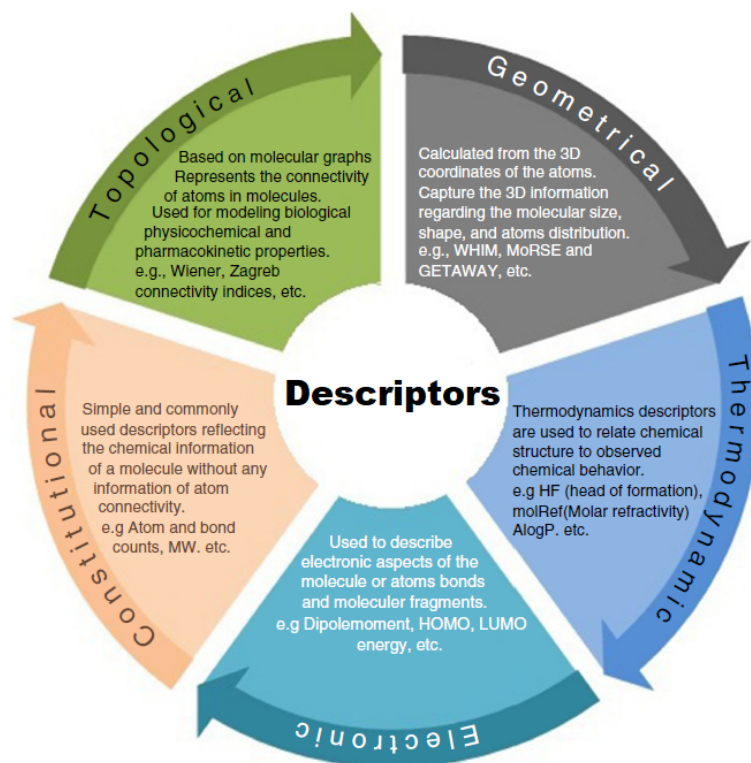 Descriptors
Topological
Based on molecular graphs
Represents the connectivity
of atoms in molecules.
Used for modeling biological
physicochemical and
pharmacokinetic properties.
e.g., Wiener, Zagreb
connectivity indices, etc.
Geometrical
Calculated from the 3D
coordinates of the atoms.
Capture the 3D information
regarding the molecular size,
shape, and atoms distribution.
e.g., WHIM, MoRSE and
GETAWAY, etc.
Thermodynamic
Thermodynamics descriptors
are used to relate chemical
structure to observed
chemical behavior.
e.g HF (head of formation),
molRef(Molar refractivity)
AlogP. etc.
Electronic
Used to describe
electronic aspects of the
molecule or atoms bonds
and moleculer fragments.
e.g Dipolemoment, HOMO, LUMO
energy, etc.
Constitutional
Simple and commonly
used descriptors reflecting
the chemical information
of a molecule without any
information of atom
connectivity.
e.g Atom and bond
counts, MW. etc.